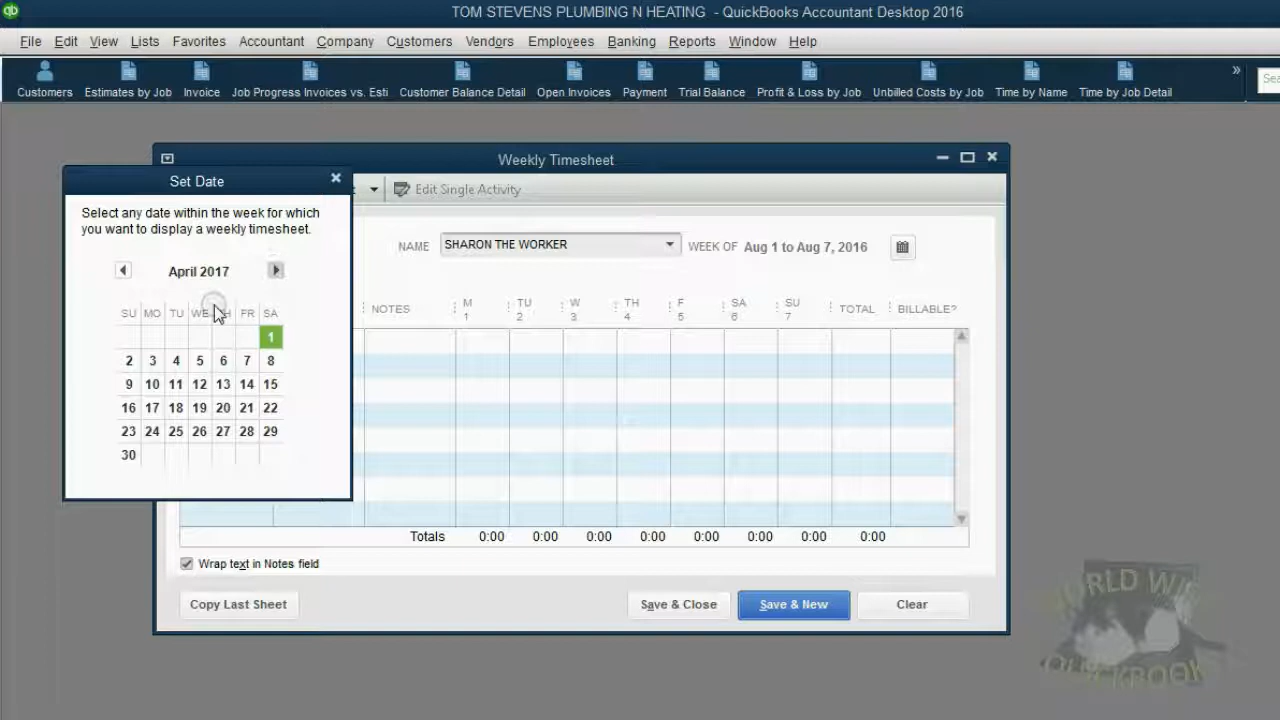 TOM STEVENS PLUMBING N HEATING - QuickBooks Accountant Desktop 2016
File Edit View Lists Favorites Accountant Company Customers Vendors Employees Banking Reports Window Help
Customers Estimates by Job Invoice Job Progress Invoices vs. Esti Customer Balance Detail Open Invoices Payment Trial Balance Profit & Loss by Job Unbilled Costs by Job Time by Name Time by Job Detail » Sea
Weekly Timesheet
Set Date
Edit Single Activity
Select any date within the week for which
you want to display a weekly timesheet.
NAME SHARON THE WORKER WEEK OF Aug 1 to Aug 7, 2016
April 2017
SU MO TU WE FR SA
1
2 3 4 5 6 7 8
9 10 11 12 13 14 15
16 17 18 19 20 21 22
23 24 25 26 27 28 29
30
NOTES M TU W TH F SA SU TOTAL BILLABLE?
1 2 3 4 5 6 7
Totals 0:00 0:00 0:00 0:00 0:00 0:00 0:00 0:00
Wrap text in Notes field
Copy Last Sheet Save & Close Save & New Clear